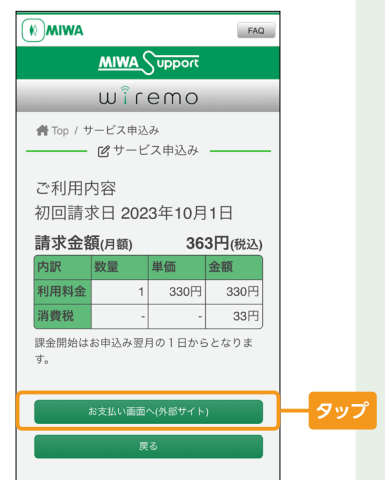 MIWA
FAQ
MIWA Support
wiremo
Top / サービス申込み
サービス申込み
ご利用内容
初回請求日 2023年10月1日
請求金額(月額) 363円(税込)
内訳 数量 単価 金額
利用料金 1 330円 330円
消費税 - - 33円
課金開始はお申込み翌月の1日からとなりま
す。
お支払い画面へ(外部サイト)
タップ
戻る